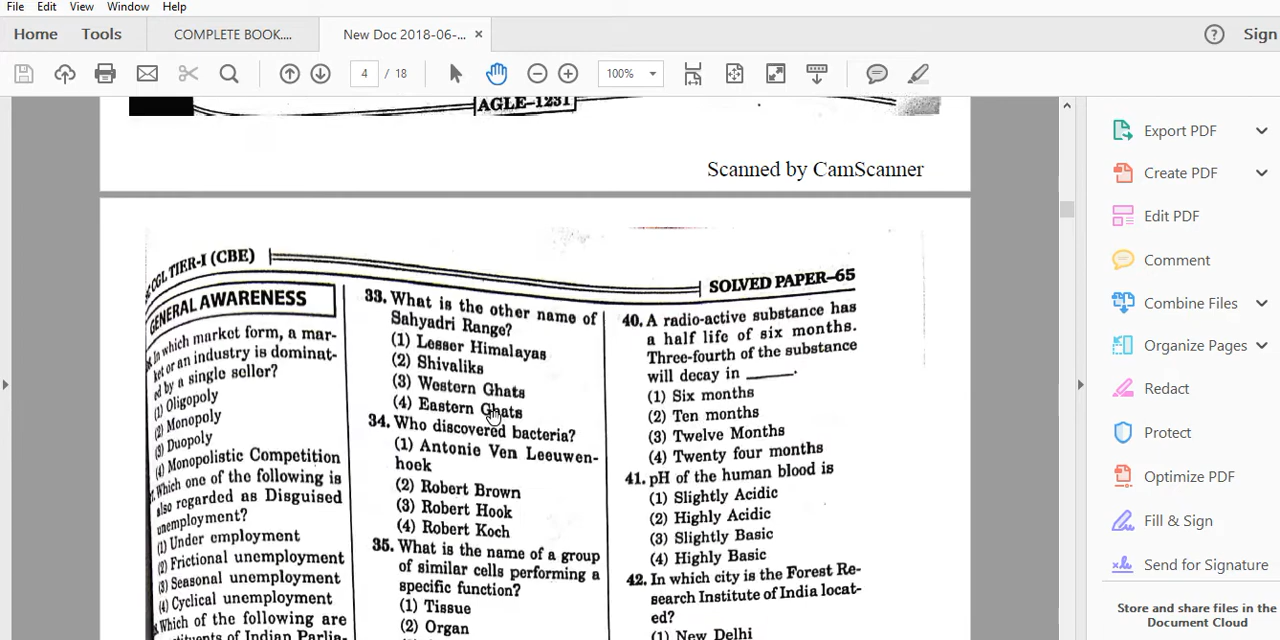 File Edit View Window Help
Home Tools COMPLETE BOOK.... New Doc 2018-06-... × Sign
4 / 18 100%
AGLE-1231
Scanned by CamScanner
CGL TIER-I (CBE)
SOLVED PAPER–65
GENERAL AWARENESS
In which market form, a mar-
ket or an industry is dominat-
ed by a single seller?
(1) Oligopoly
(2) Monopoly
(3) Duopoly
(4) Monopolistic Competition
Which one of the following is
also regarded as Disguised
unemployment?
(1) Under employment
(2) Frictional unemployment
(3) Seasonal unemployment
(4) Cyclical unemployment
Which of the following are
of Indian Parlia-
33. What is the other name of
Sahyadri Range?
(1) Lesser Himalayas
(2) Shivaliks
(3) Western Ghats
(4) Eastern Ghats
34. Who discovered bacteria?
(1) Antonie Ven Leeuwen-
hoek
(2) Robert Brown
(3) Robert Hook
(4) Robert Koch
35. What is the name of a group
of similar cells performing a
specific function?
(1) Tissue
(2) Organ
40. A radio-active substance has
a half life of six months.
Three-fourth of the substance
will decay in ______.
(1) Six months
(2) Ten months
(3) Twelve Months
(4) Twenty four months
41. pH of the human blood is
(1) Slightly Acidic
(2) Highly Acidic
(3) Slightly Basic
(4) Highly Basic
42. In which city is the Forest Re-
search Institute of India locat-
ed?
(1) New Delhi
Export PDF
Create PDF
Edit PDF
Comment
Combine Files
Organize Pages
Redact
Protect
Optimize PDF
Fill & Sign
Send for Signature
Store and share files in the
Document Cloud